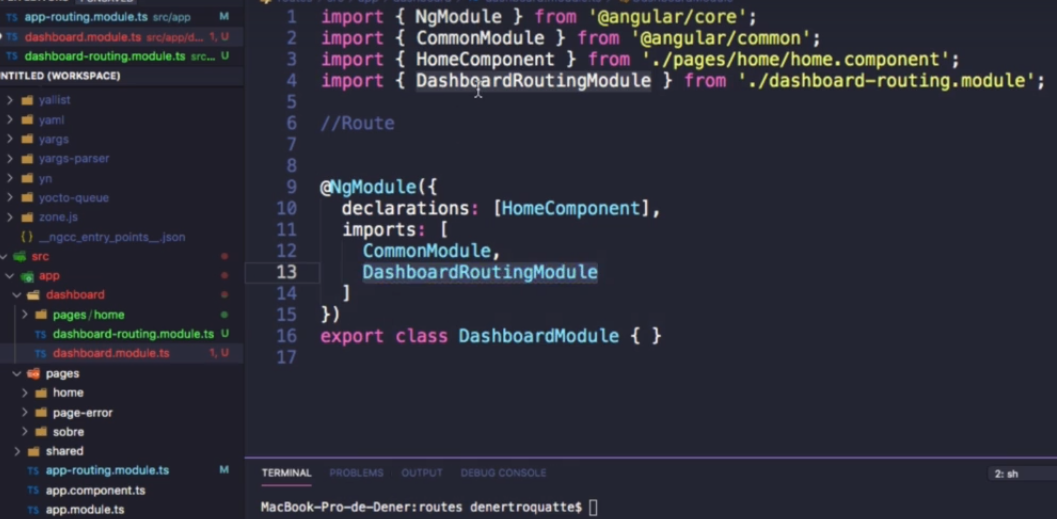 app-routing.module.ts src/app M
dashboard.module.ts src/app/d... 1, U
dashboard-routing.module.ts src... U
NTITLED (WORKSPACE)
yallist
yaml
yargs
yargs-parser
yn
yocto-queue
zone.js
{} __ngcc_entry_points__.json
src
app
dashboard
pages/home
TS dashboard-routing.module.ts U
TS dashboard.module.ts 1, U
pages
home
page-error
sobre
shared
TS app-routing.module.ts M
TS app.component.ts
TS app.module.ts
1 import { NgModule } from '@angular/core';
2 import { CommonModule } from '@angular/common';
3 import { HomeComponent } from './pages/home/home.component';
4 import { DashboardRoutingModule } from './dashboard-routing.module';
5
6 //Route
7
8
9 @NgModule({
10 declarations: [HomeComponent],
11 imports: [
12 CommonModule,
13 DashboardRoutingModule
14 ]
15 })
16 export class DashboardModule { }
17
TERMINAL PROBLEMS OUTPUT DEBUG CONSOLE 2: sh
MacBook-Pro-de-Dener:routes denertroquatte$